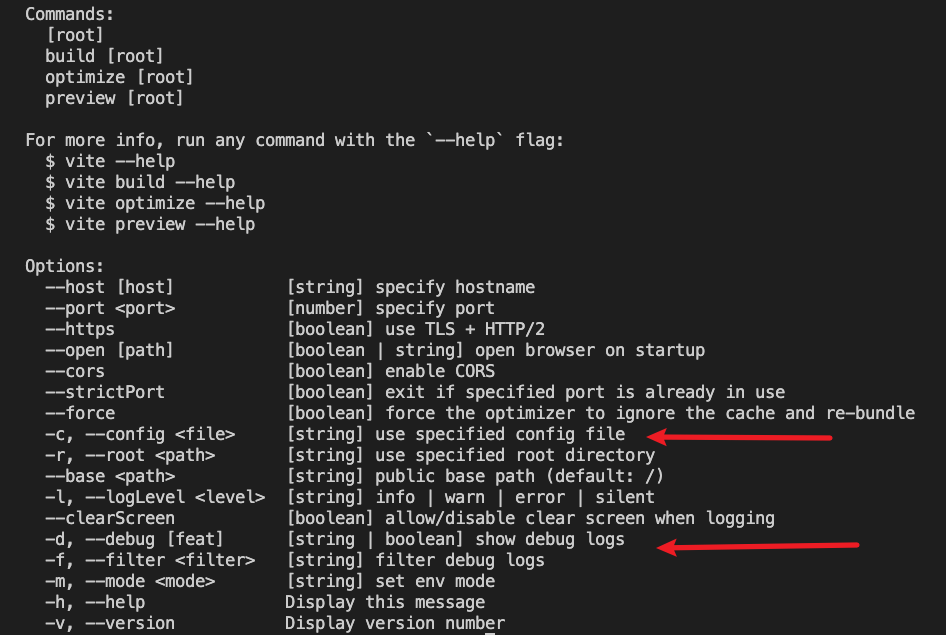 Commands:
  [root]
  build [root]
  optimize [root]
  preview [root]

For more info, run any command with the `--help` flag:
  $ vite --help
  $ vite build --help
  $ vite optimize --help
  $ vite preview --help

Options:
  --host [host]           [string] specify hostname
  --port <port>           [number] specify port
  --https                 [boolean] use TLS + HTTP/2
  --open [path]           [boolean | string] open browser on startup
  --cors                  [boolean] enable CORS
  --strictPort            [boolean] exit if specified port is already in use
  --force                 [boolean] force the optimizer to ignore the cache and re-bundle
  -c, --config <file>     [string] use specified config file
  -r, --root <path>       [string] use specified root directory
  --base <path>           [string] public base path (default: /)
  -l, --logLevel <level>  [string] info | warn | error | silent
  --clearScreen           [boolean] allow/disable clear screen when logging
  -d, --debug [feat]      [string | boolean] show debug logs
  -f, --filter <filter>   [string] filter debug logs
  -m, --mode <mode>       [string] set env mode
  -h, --help              Display this message
  -v, --version           Display version number